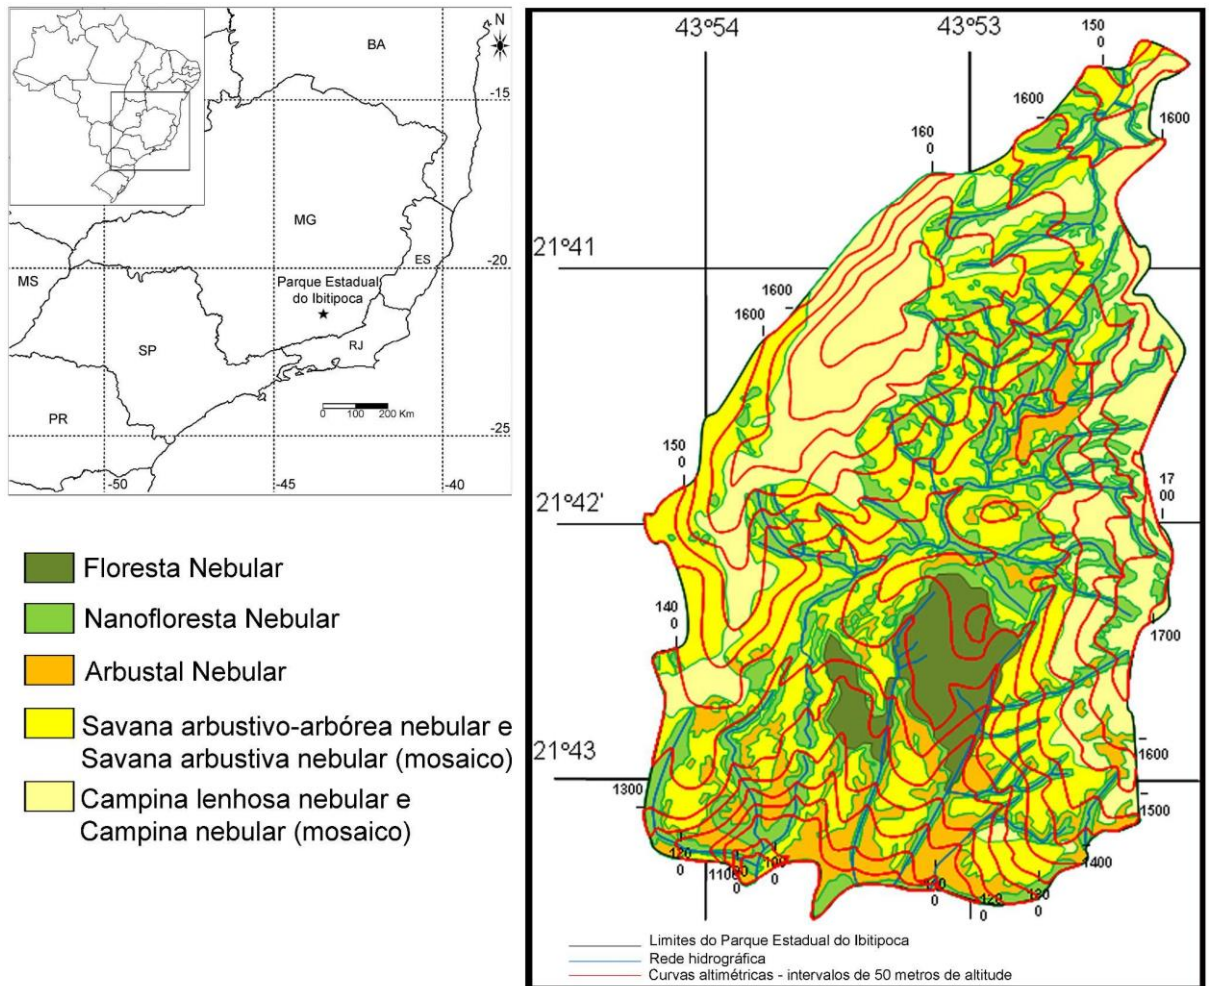 N
BA
-15
MG
ES
-20
MS
Parque Estadual
do Ibitipoca
SP
RJ
0 100 200 Km
PR
-25
-50
-45
-40
Floresta Nebular
Nanofloresta Nebular
Arbustal Nebular
Savana arbustivo-arbórea nebular e
Savana arbustiva nebular (mosaico)
Campina lenhosa nebular e
Campina nebular (mosaico)
43°54
43°53
150
0
1600
160
0
1600
21°41
1600
1600
150
0
17
00
21°42'
140
0
1700
21°43
1600
1300
1500
120
0
1400
120
0
Limites do Parque Estadual do Ibitipoca
Rede hidrográfica
Curvas altimétricas - intervalos de 50 metros de altitude